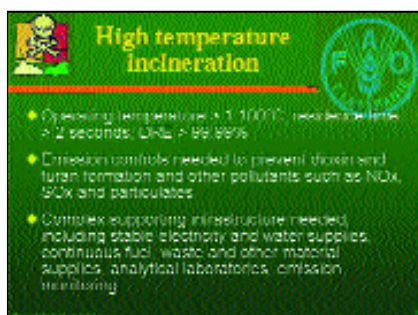 High temperature
incineration
F A O
Operating temperature > 1,100°C, residence time
> 2 seconds, DRE > 99.99%
Emission controls needed to prevent dioxin and
furan formation and other pollutants such as NOx,
SOx and particulates
Complex supporting infrastructure needed,
including stable electricity and water supplies,
continuous fuel, waste and other material
supplies, analytical laboratories, emission
monitoring